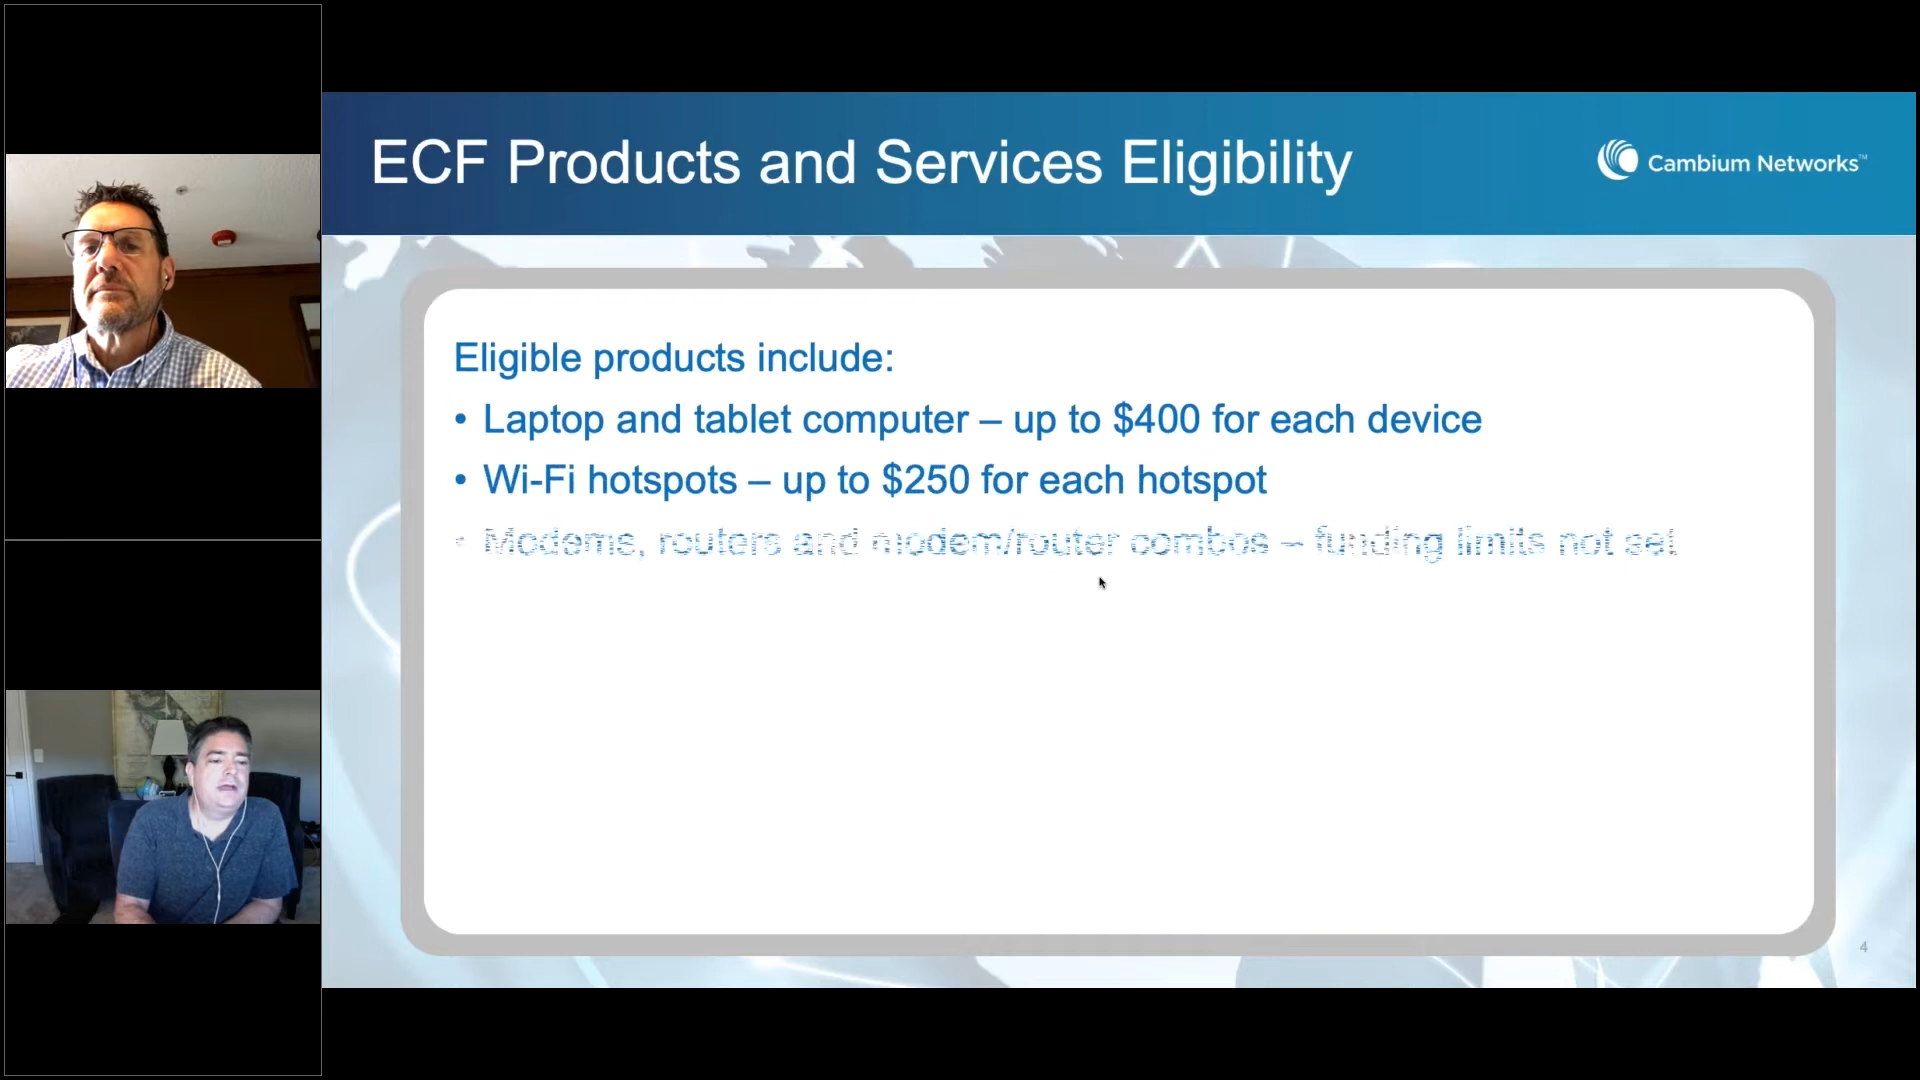 ECF Products and Services Eligibility
Cambium Networks™
Eligible products include:
• Laptop and tablet computer – up to $400 for each device
• Wi-Fi hotspots – up to $250 for each hotspot
• Modems, routers and modem/router combos – funding limits not set
4